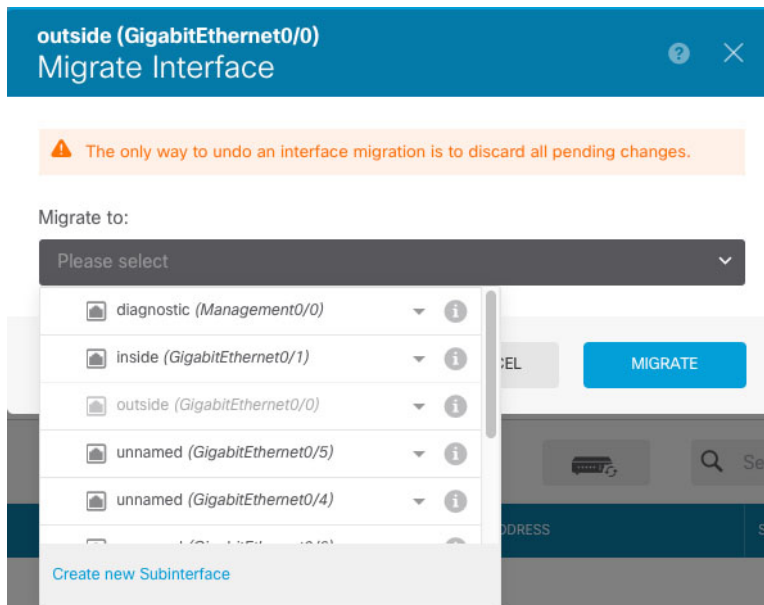 outside (GigabitEthernet0/0)
Migrate Interface
The only way to undo an interface migration is to discard all pending changes.
Migrate to:
Please select
diagnostic (Management0/0)
inside (GigabitEthernet0/1)
outside (GigabitEthernet0/0)
unnamed (GigabitEthernet0/5)
unnamed (GigabitEthernet0/4)
Create new Subinterface
MIGRATE